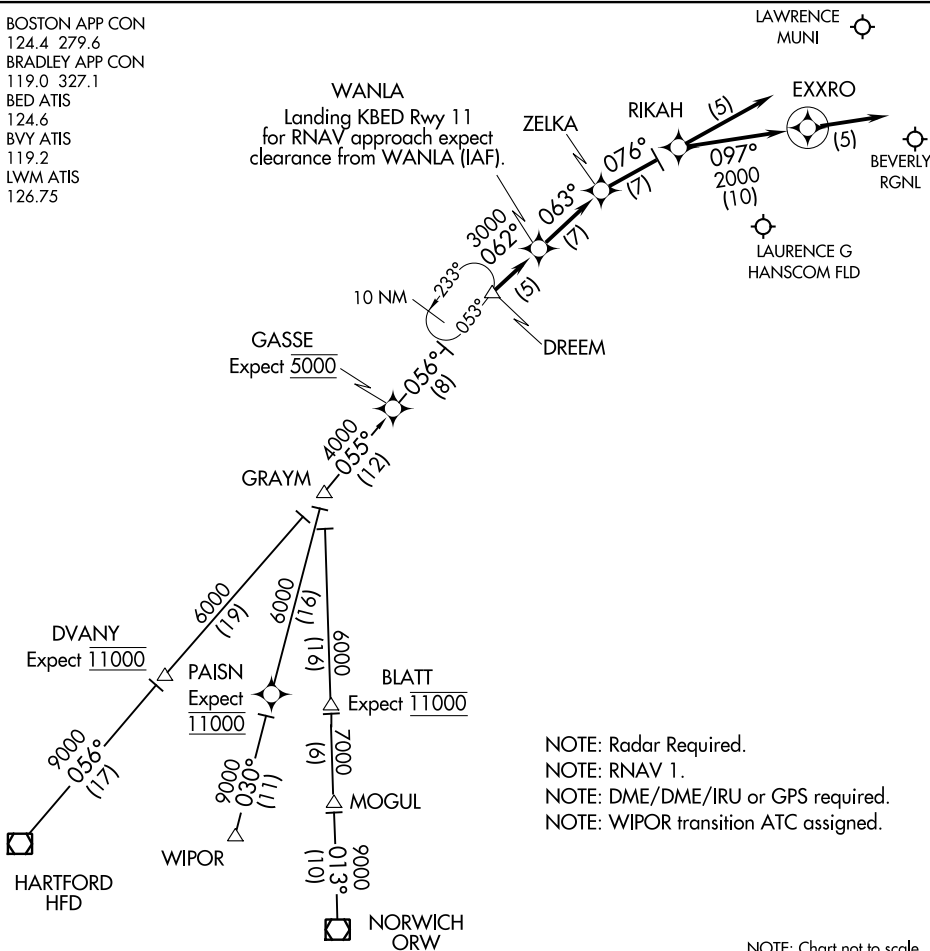 BOSTON APP CON
124.4 279.6
BRADLEY APP CON
119.0 327.1
BED ATIS
124.6
BVY ATIS
119.2
LWM ATIS
126.75
LAWRENCE
MUNI
WANLA
Landing KBED Rwy 11
for RNAV approach expect
clearance from WANLA (IAF).
ZELKA
RIKAH
EXXRO
(5)
(5)
BEVERLY
RGNL
076°
(7)
097°
2000
(10)
063°
(7)
LAURENCE G
HANSCOM FLD
3000
062°
(5)
233°
053°
10 NM
DREEM
GASSE
Expect 5000
056°
(8)
4000
055°
(12)
GRAYM
6000
(19)
6000
(16)
6000
(16)
DVANY
Expect 11000
PAISN
Expect
11000
BLATT
Expect 11000
9000
056°
(17)
9000
030°
(11)
7000
(6)
MOGUL
WIPOR
9000
013°
(10)
HARTFORD
HFD
NORWICH
ORW
NOTE: Radar Required.
NOTE: RNAV 1.
NOTE: DME/DME/IRU or GPS required.
NOTE: WIPOR transition ATC assigned.
NOTE: Chart not to scale